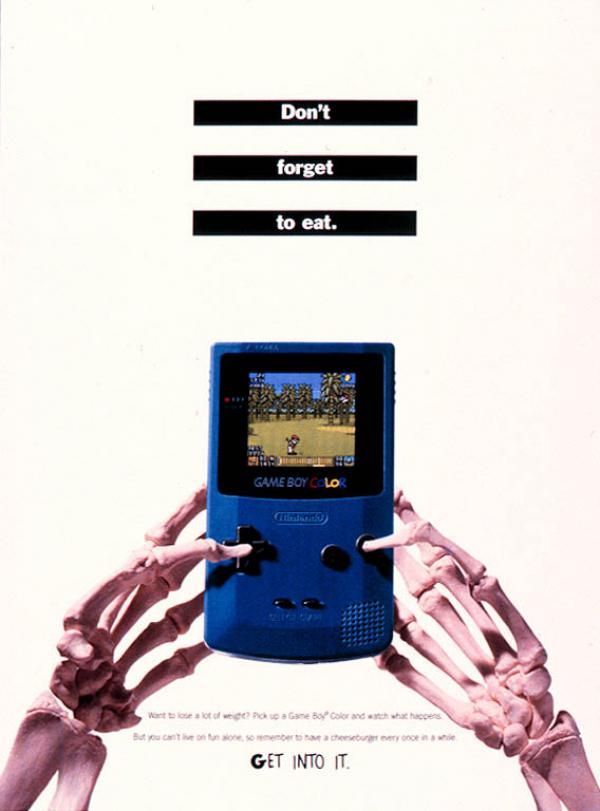 Don't
forget
to eat.
GAME BOY COLOR
Nintendo
SELECT START
Want to lose a lot of weight? Pick up a Game Boy® Color and watch what happens.
But you can't live on fun alone, so remember to have a cheeseburger every once in a while.
GET INTO IT.